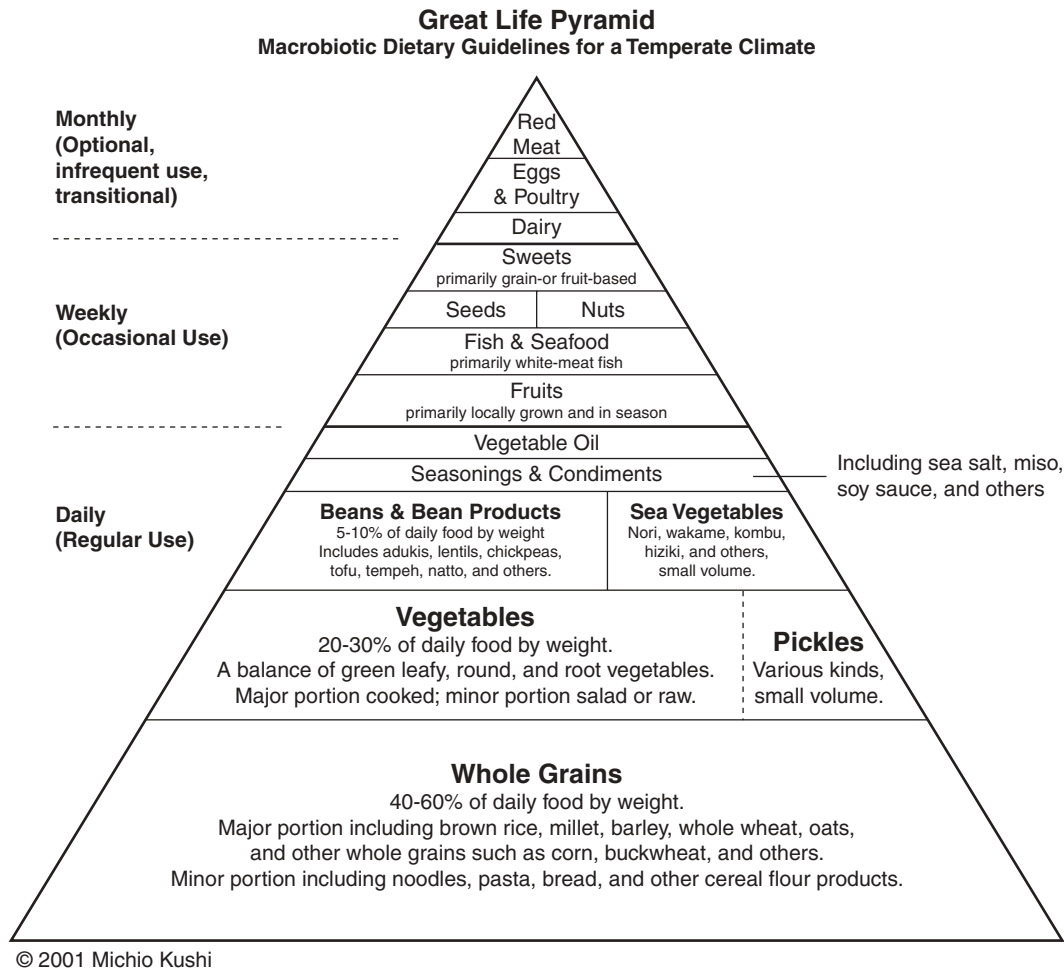 Great Life Pyramid
Macrobiotic Dietary Guidelines for a Temperate Climate
Monthly
(Optional,
infrequent use,
transitional)
Red
Meat
Eggs
& Poultry
Dairy
Weekly
(Occasional Use)
Sweets
primarily grain-or fruit-based
Seeds
Nuts
Fish & Seafood
primarily white-meat fish
Fruits
primarily locally grown and in season
Daily
(Regular Use)
Vegetable Oil
Seasonings & Condiments
Including sea salt, miso,
soy sauce, and others
Beans & Bean Products
5-10% of daily food by weight
Includes adukis, lentils, chickpeas,
tofu, tempeh, natto, and others.
Sea Vegetables
Nori, wakame, kombu,
hiziki, and others,
small volume.
Vegetables
20-30% of daily food by weight.
A balance of green leafy, round, and root vegetables.
Major portion cooked; minor portion salad or raw.
Pickles
Various kinds,
small volume.
Whole Grains
40-60% of daily food by weight.
Major portion including brown rice, millet, barley, whole wheat, oats,
and other whole grains such as corn, buckwheat, and others.
Minor portion including noodles, pasta, bread, and other cereal flour products.
© 2001 Michio Kushi